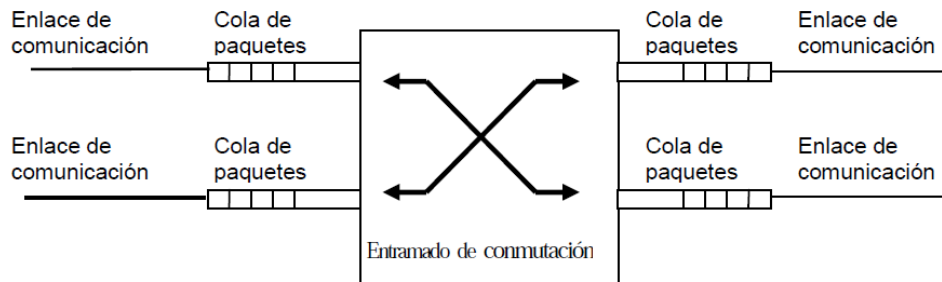 Enlace de
comunicación
Cola de
paquetes
Cola de
paquetes
Enlace de
comunicación
Enlace de
comunicación
Cola de
paquetes
Cola de
paquetes
Enlace de
comunicación
Entramado de conmutación